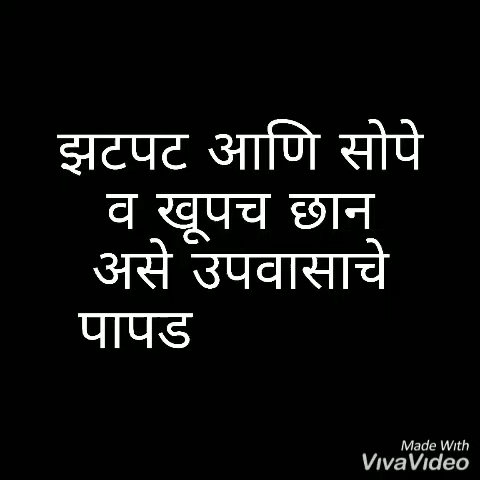 झटपट आणि सोपे
व खूपच छान
असे उपवासाचे
पापड
Made With
VivaVideo